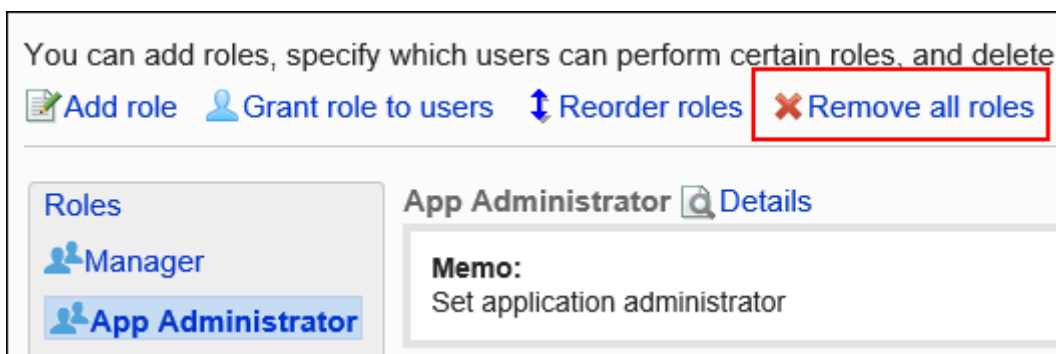 You can add roles, specify which users can perform certain roles, and delete
Add role Grant role to users Reorder roles Remove all roles
Roles
App Administrator Details
Manager
Memo:
Set application administrator
App Administrator